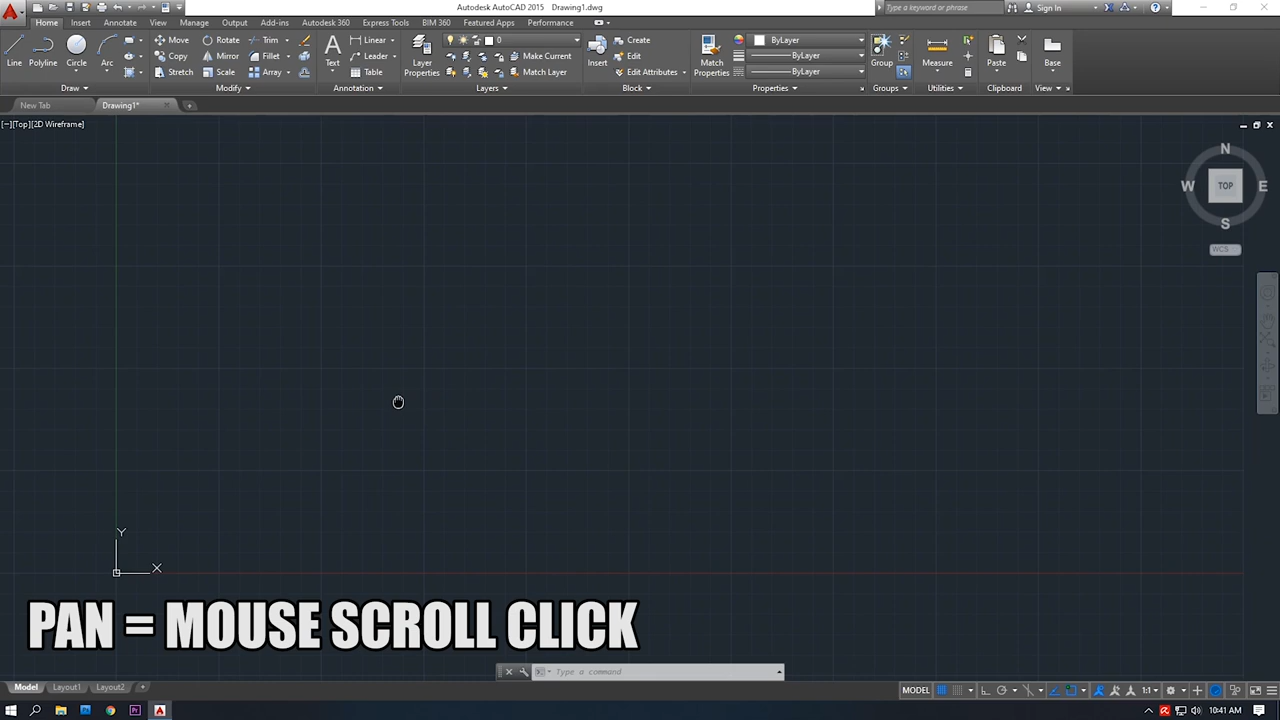 Autodesk AutoCAD 2015 Drawing1.dwg
Type a keyword or phrase
Sign In
Home Insert Annotate View Manage Output Add-ins Autodesk 360 Express Tools BIM 360 Featured Apps Performance
Line Polyline Circle Arc
Move Rotate Trim
Copy Mirror Fillet
Stretch Scale Array
Text
Linear
Leader
Table
Layer Properties
0
Make Current
Match Layer
Insert
Create
Edit
Edit Attributes
Match Properties
ByLayer
ByLayer
ByLayer
Group
Measure
Paste
Base
Draw Modify Annotation Layers Block Properties Groups Utilities Clipboard View
New Tab Drawing1*
[−][Top][2D Wireframe]
N
W TOP E
S
WCS
Y
X
PAN = MOUSE SCROLL CLICK
Type a command
Model Layout1 Layout2
MODEL 1:1
10:41 AM